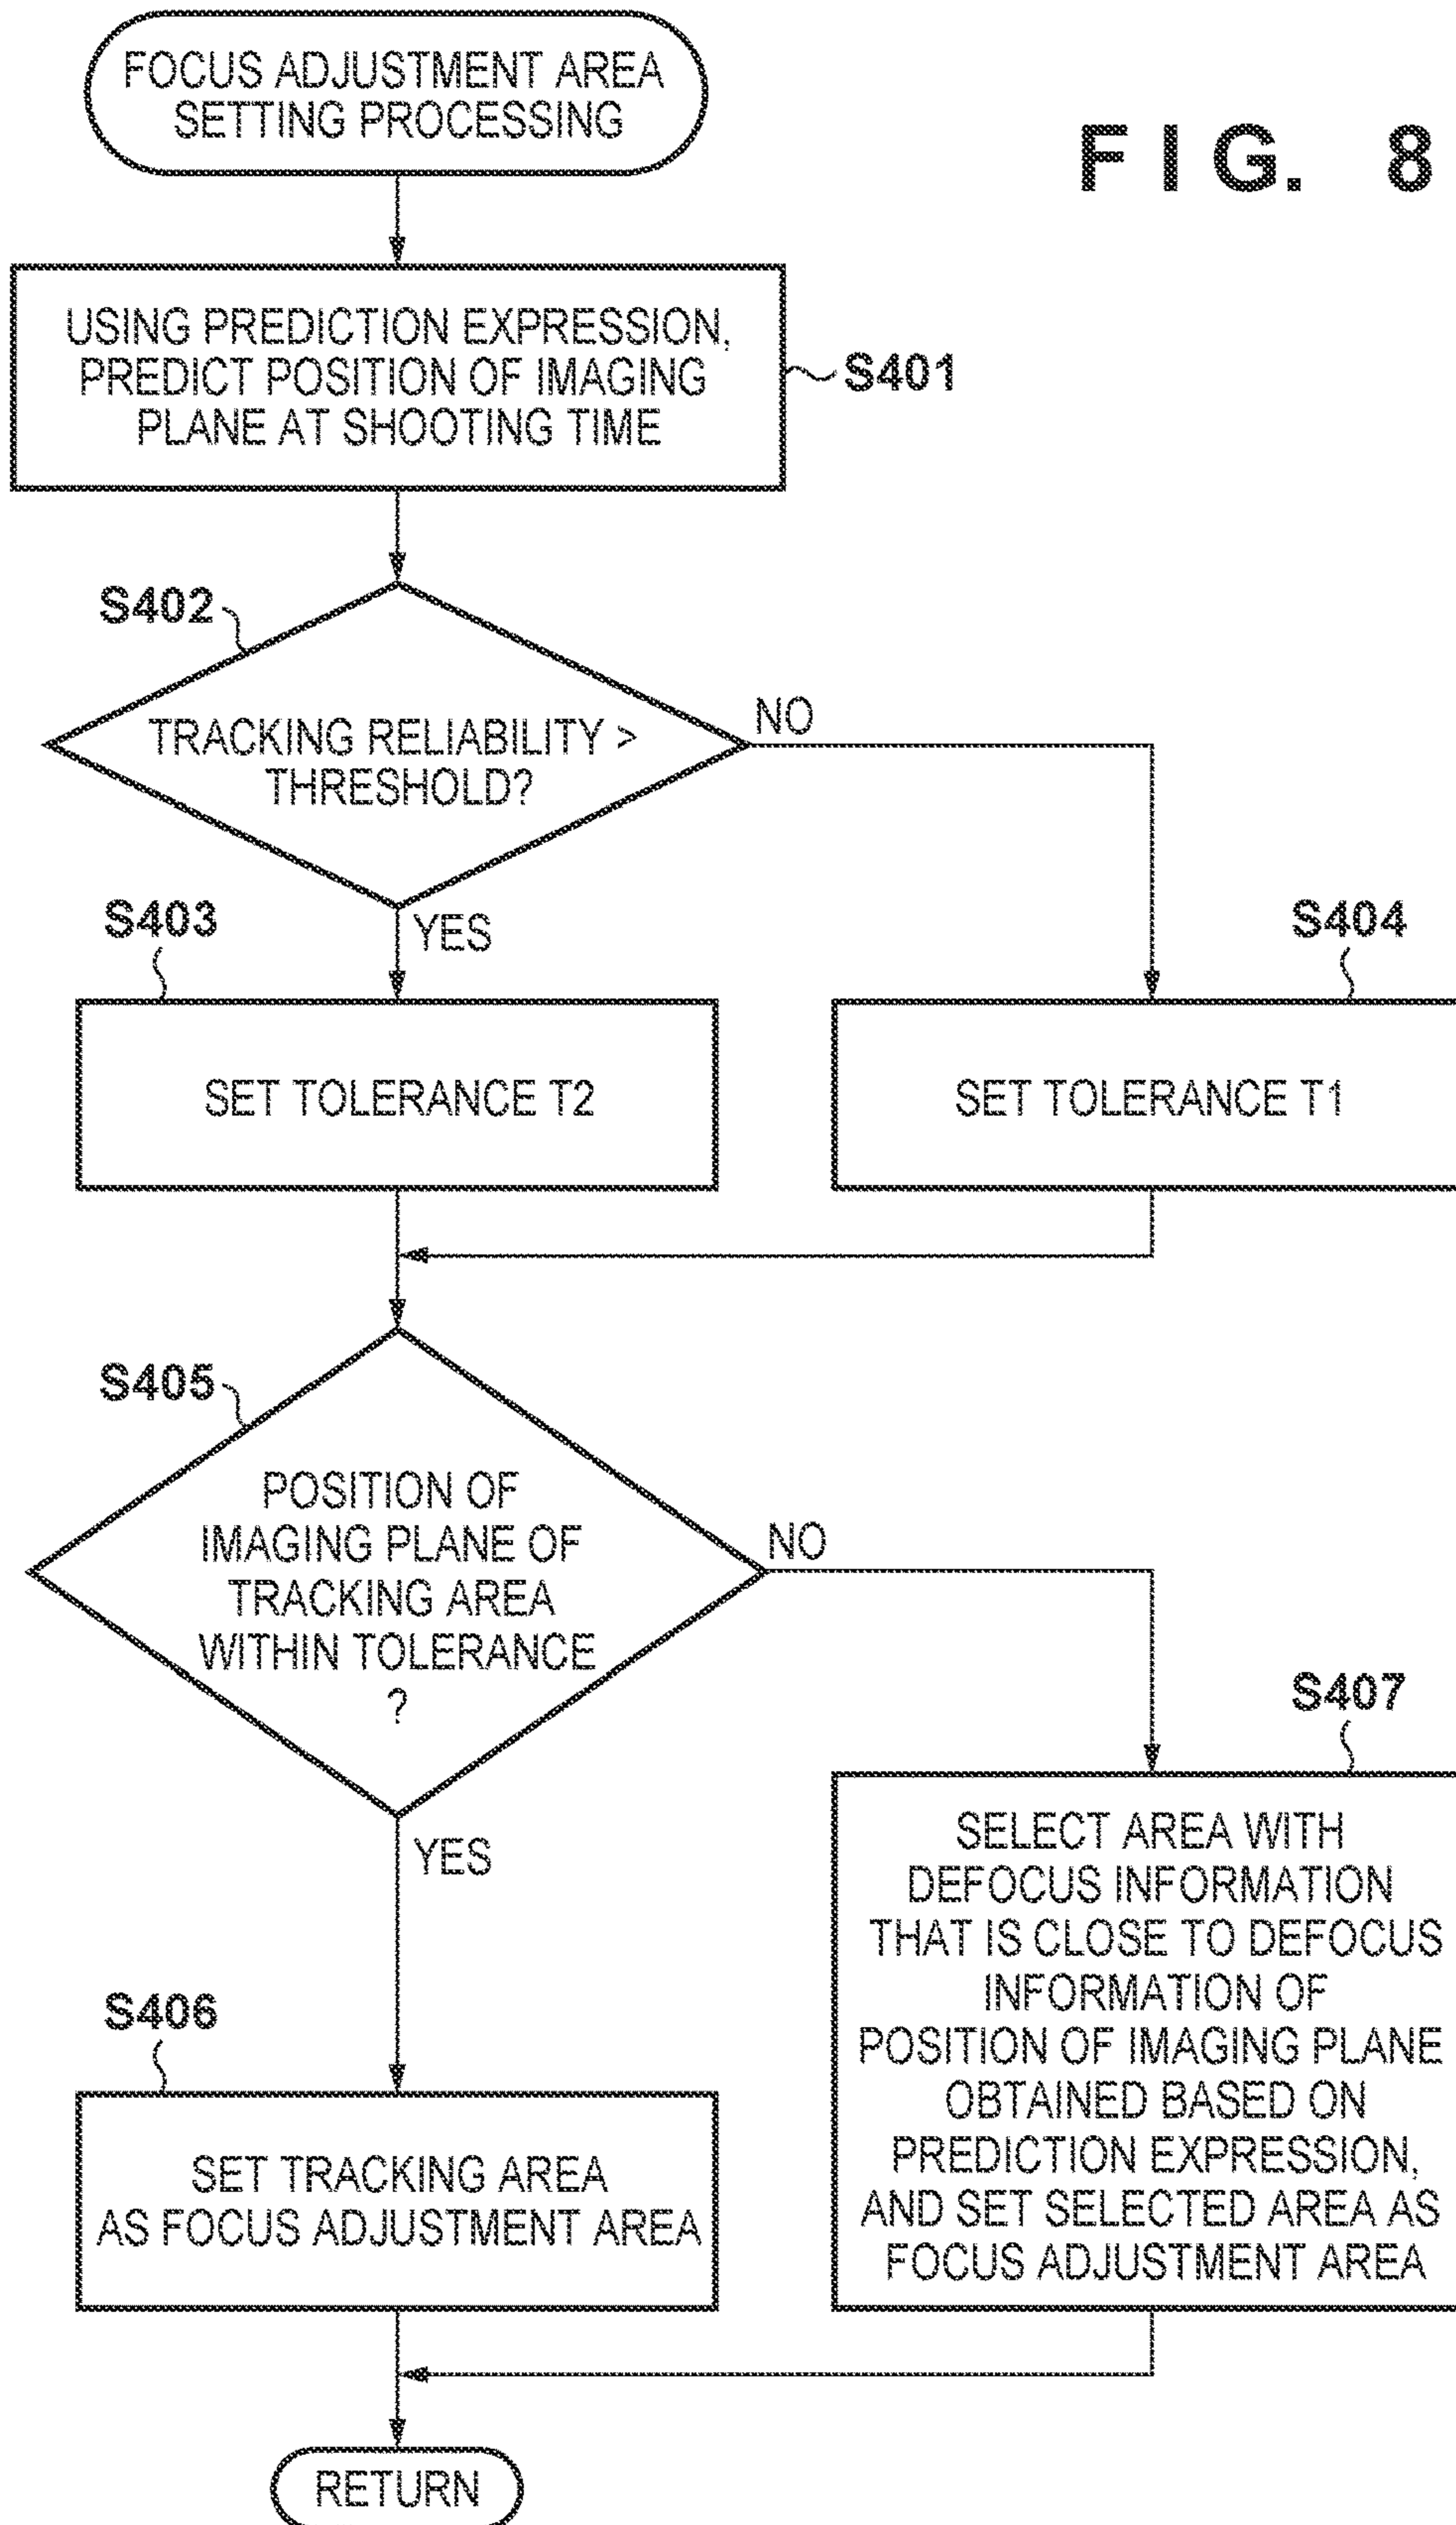 FOCUS ADJUSTMENT AREA
SETTING PROCESSING
FIG. 8
USING PREDICTION EXPRESSION,
PREDICT POSITION OF IMAGING
PLANE AT SHOOTING TIME
S401
S402
TRACKING RELIABILITY >
THRESHOLD?
NO
YES
S403
SET TOLERANCE T2
S404
SET TOLERANCE T1
S405
POSITION OF
IMAGING PLANE OF
TRACKING AREA
WITHIN TOLERANCE
?
NO
YES
S406
SET TRACKING AREA
AS FOCUS ADJUSTMENT AREA
S407
SELECT AREA WITH
DEFOCUS INFORMATION
THAT IS CLOSE TO DEFOCUS
INFORMATION OF
POSITION OF IMAGING PLANE
OBTAINED BASED ON
PREDICTION EXPRESSION,
AND SET SELECTED AREA AS
FOCUS ADJUSTMENT AREA
RETURN